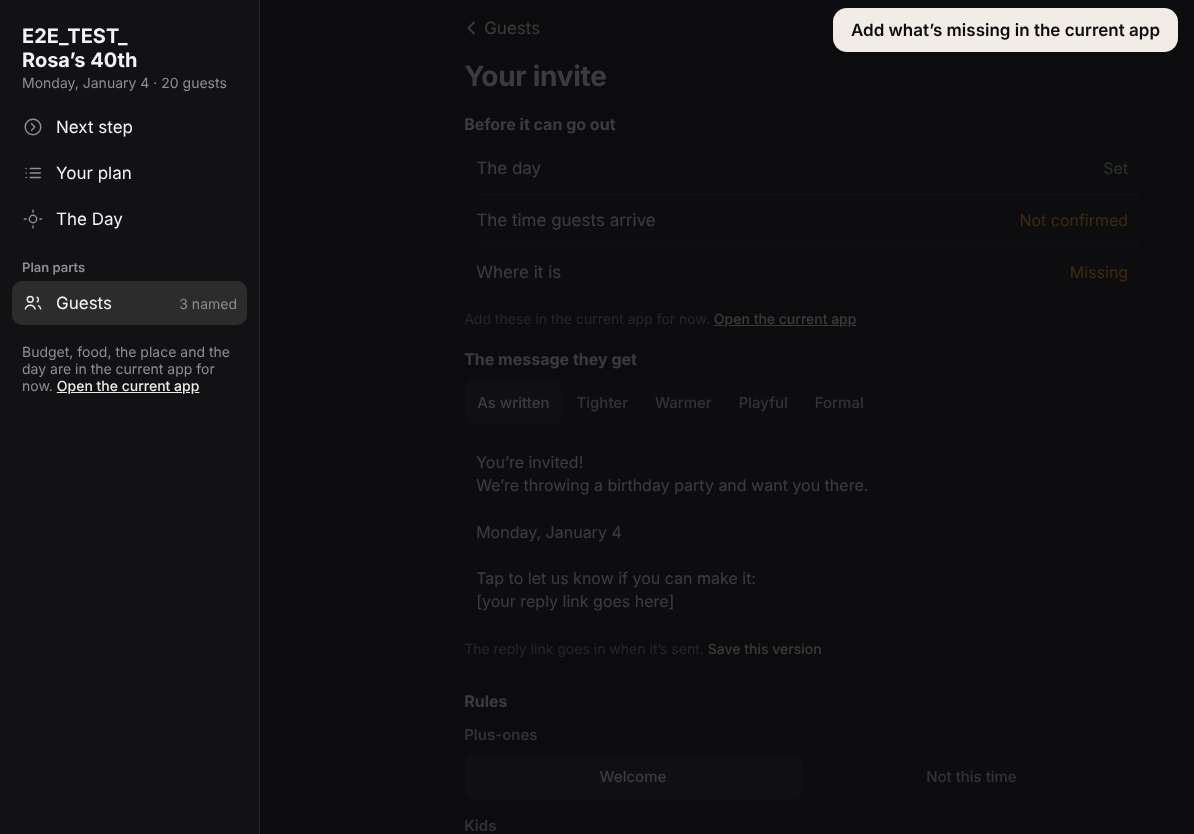 E2E_TEST_
Rosa’s 40th
Monday, January 4 · 20 guests
Next step
Your plan
The Day
Plan parts
Guests 3 named
Budget, food, the place and the
day are in the current app for
now. Open the current app
Guests
Add what’s missing in the current app
Your invite
Before it can go out
The day Set
The time guests arrive Not confirmed
Where it is Missing
Add these in the current app for now. Open the current app
The message they get
As written Tighter Warmer Playful Formal
You’re invited!
We’re throwing a birthday party and want you there.
Monday, January 4
Tap to let us know if you can make it:
[your reply link goes here]
The reply link goes in when it’s sent. Save this version
Rules
Plus-ones
Welcome Not this time
Kids